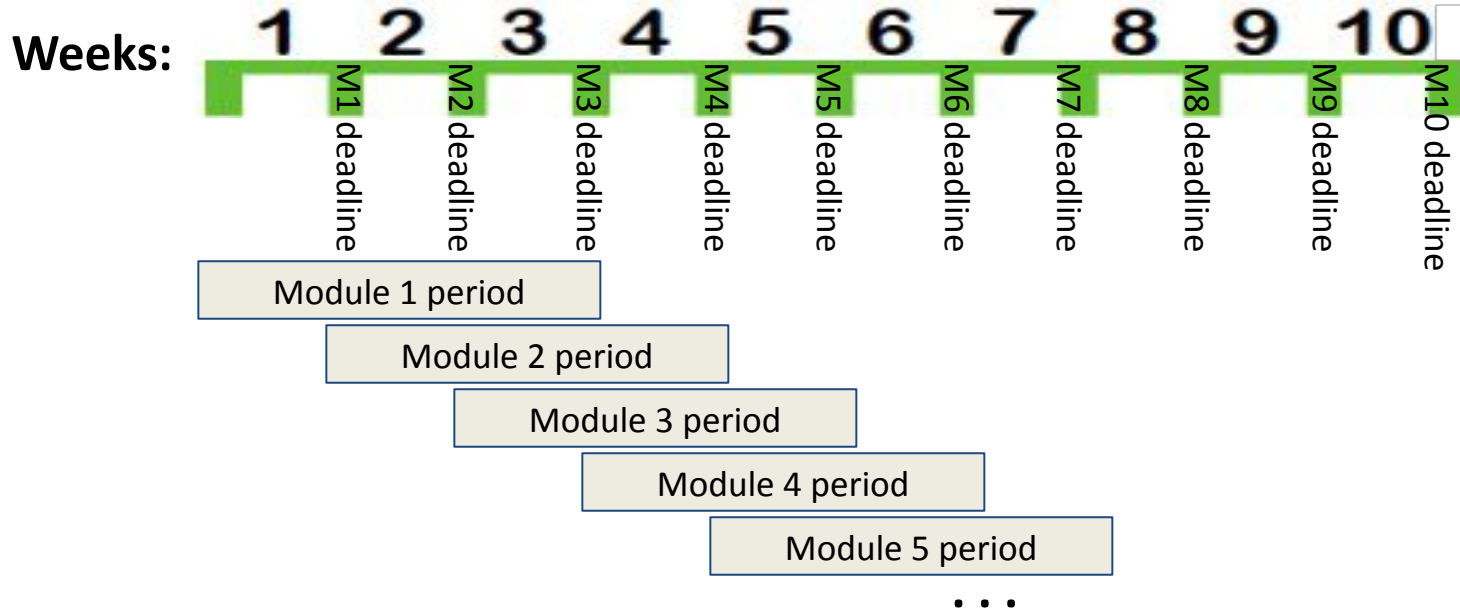 Weeks:
1 2 3 4 5 6 7 8 9 10
M1 deadline
M2 deadline
M3 deadline
M4 deadline
M5 deadline
M6 deadline
M7 deadline
M8 deadline
M9 deadline
M10 deadline
Module 1 period
Module 2 period
Module 3 period
Module 4 period
Module 5 period
...